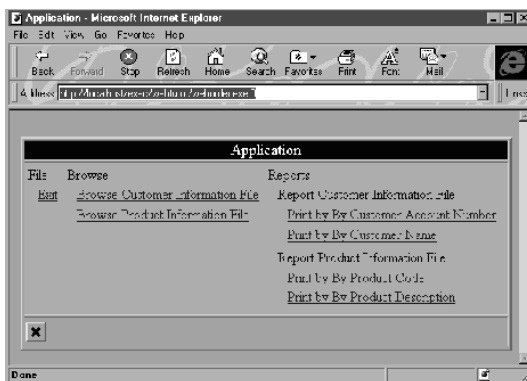 Application - Microsoft Internet Explorer
File Edit View Go Favorites Help
Back Forward Stop Refresh Home Search Favorites Print Font Mail
Address
Application
File Browse Reports
Exit Browse Customer Information File Report Customer Information File
Browse Product Information File Print by By Customer Account Number
Print by By Customer Name
Report Product Information File
Print by By Product Code
Print by By Product Description
Done